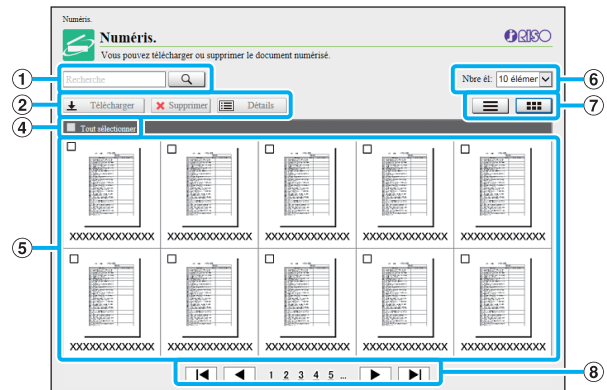 Numéris.
Numéris.
RISO
Vous pouvez télécharger ou supprimer le document numérisé.
1
Recherche
Nbre él: 10 élémer
6
2
Télécharger
Supprimer
Détails
7
4
Tout sélectionner
5
XXXXXXXXXXXXX XXXXXXXXXXXXX XXXXXXXXXXXXX XXXXXXXXXXXXX XXXXXXXXXXXXX
XXXXXXXXXXXXX XXXXXXXXXXXXX XXXXXXXXXXXXX XXXXXXXXXXXXX XXXXXXXXXXXXX
1 2 3 4 5 ...
8